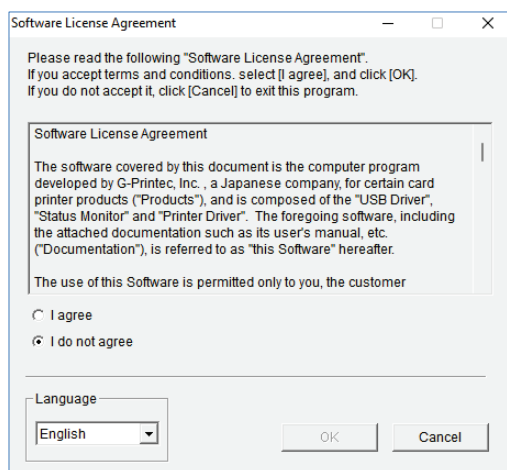 Software License Agreement
Please read the following "Software License Agreement".
If you accept terms and conditions. select [I agree], and click [OK].
If you do not accept it, click [Cancel] to exit this program.
Software License Agreement
The software covered by this document is the computer program
developed by G-Printec, Inc. , a Japanese company, for certain card
printer products ("Products"), and is composed of the "USB Driver",
"Status Monitor" and "Printer Driver".  The foregoing software, including
the attached documentation such as its user's manual, etc.
("Documentation"), is referred to as "this Software" hereafter.
The use of this Software is permitted only to you, the customer
I agree
I do not agree
Language
English
OK
Cancel